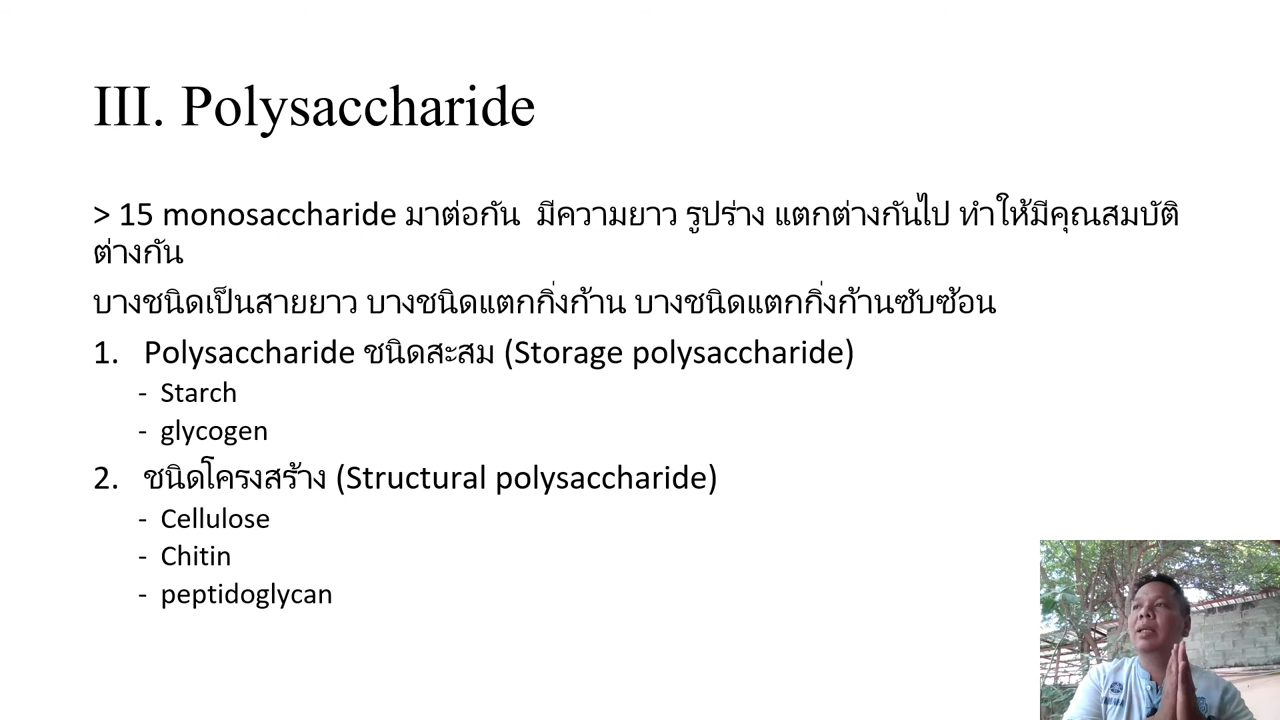 III. Polysaccharide
> 15 monosaccharide มาต่อกัน มีความยาว รูปร่าง แตกต่างกันไป ทำให้มีคุณสมบัติ
ต่างกัน
บางชนิดเป็นสายยาว บางชนิดแตกกิ่งก้าน บางชนิดแตกกิ่งก้านซับซ้อน
1. Polysaccharide ชนิดสะสม (Storage polysaccharide)
- Starch
- glycogen
2. ชนิดโครงสร้าง (Structural polysaccharide)
- Cellulose
- Chitin
- peptidoglycan